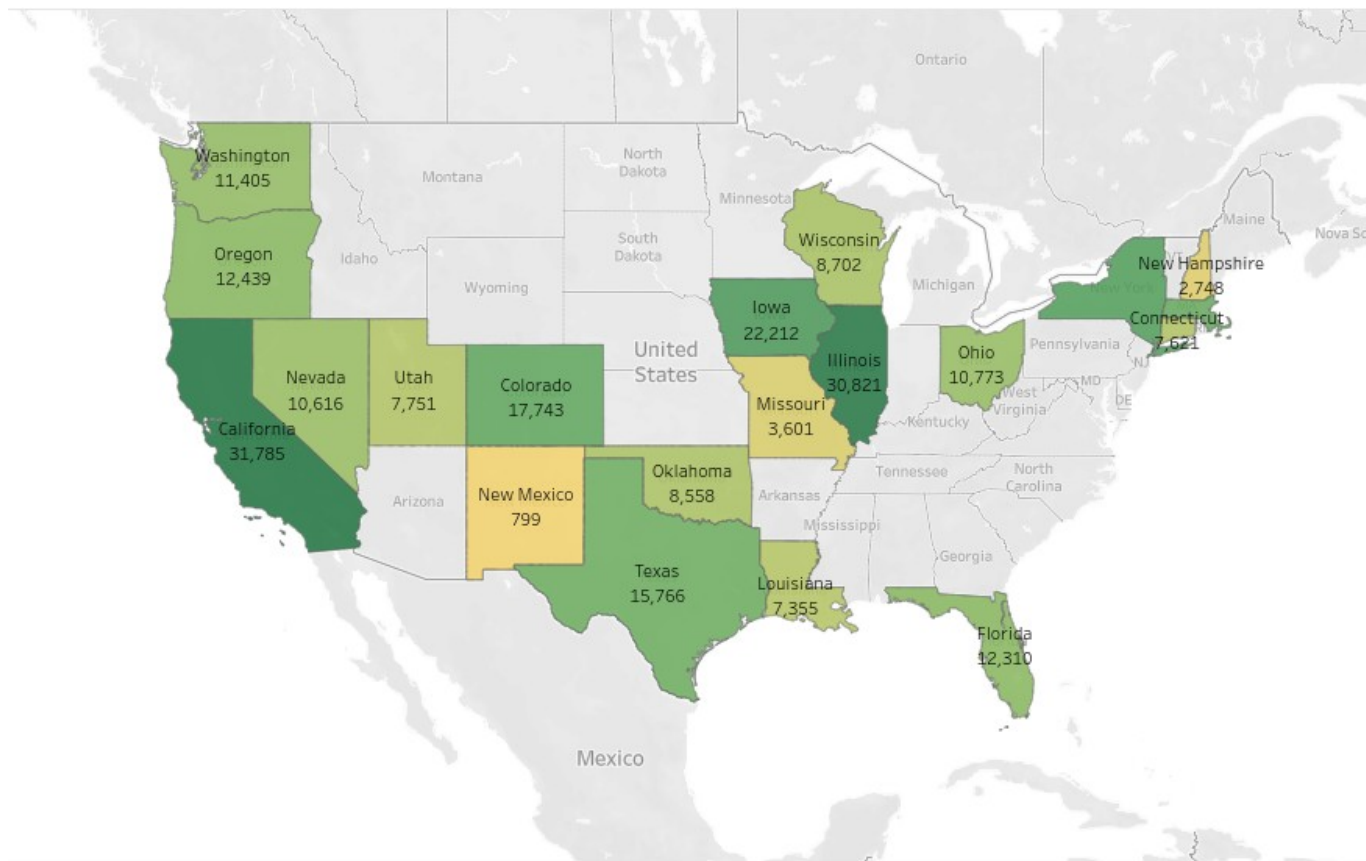 Ontario
North
Dakota
Washington
11,405
Montana
Minnesota
Maine
Nova Sc
Wisconsin
8,702
South
Dakota
Oregon
12,439
Idaho
VT
New Hampshire
2,748
Wyoming
Michigan
New York
Iowa
22,212
Connecticut
7,621
United
States
Pennsylvania
Ohio
10,773
Illinois
30,821
NJ
Nevada
10,616
Utah
7,751
Colorado
17,743
MD
West
Virginia
DE
Missouri
3,601
California
31,785
Kentucky
Oklahoma
8,558
Tennessee
North
Carolina
New Mexico
799
Arizona
Arkansas
Mississippi
Georgia
Texas
15,766
Louisiana
7,355
Florida
12,310
Mexico